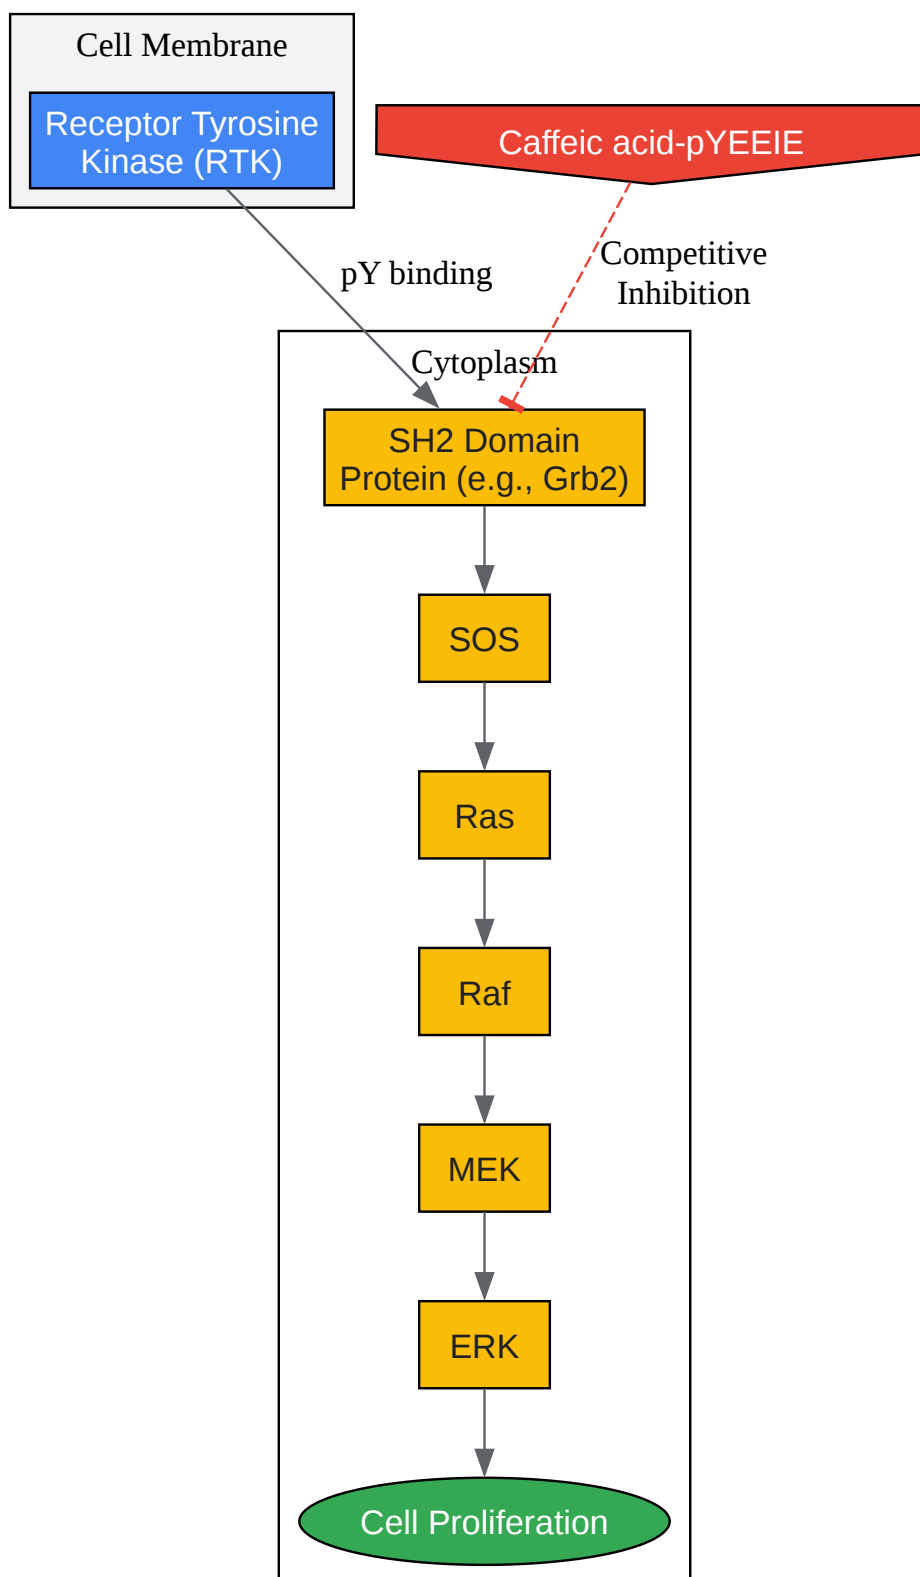 Cell Membrane
Receptor Tyrosine
Kinase (RTK)
Caffeic acid-pYEEIE
pY binding
Competitive
Inhibition
Cytoplasm
SH2 Domain
Protein (e.g., Grb2)
SOS
Ras
Raf
MEK
ERK
Cell Proliferation